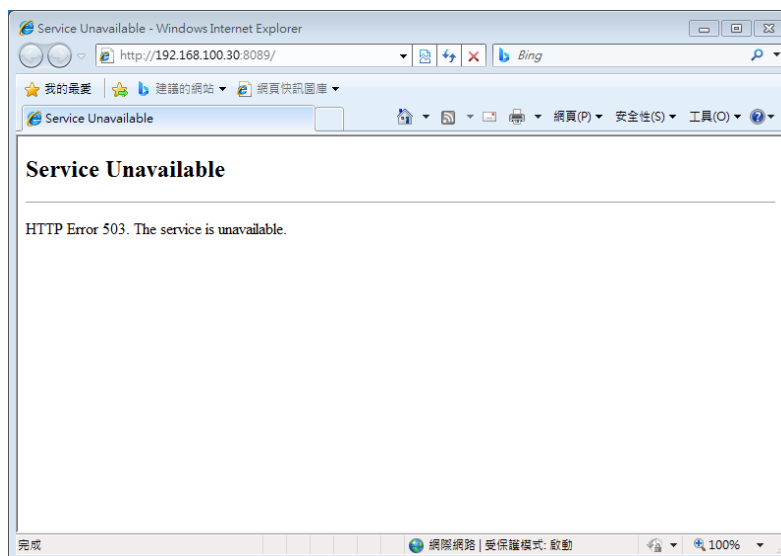 Service Unavailable - Windows Internet Explorer
http://192.168.100.30:8089/
Bing
我的最愛 建議的網站 網頁快訊圖庫
Service Unavailable 網頁(P) 安全性(S) 工具(O)
Service Unavailable
HTTP Error 503. The service is unavailable.
完成 網際網路 | 受保護模式: 啟動 100%